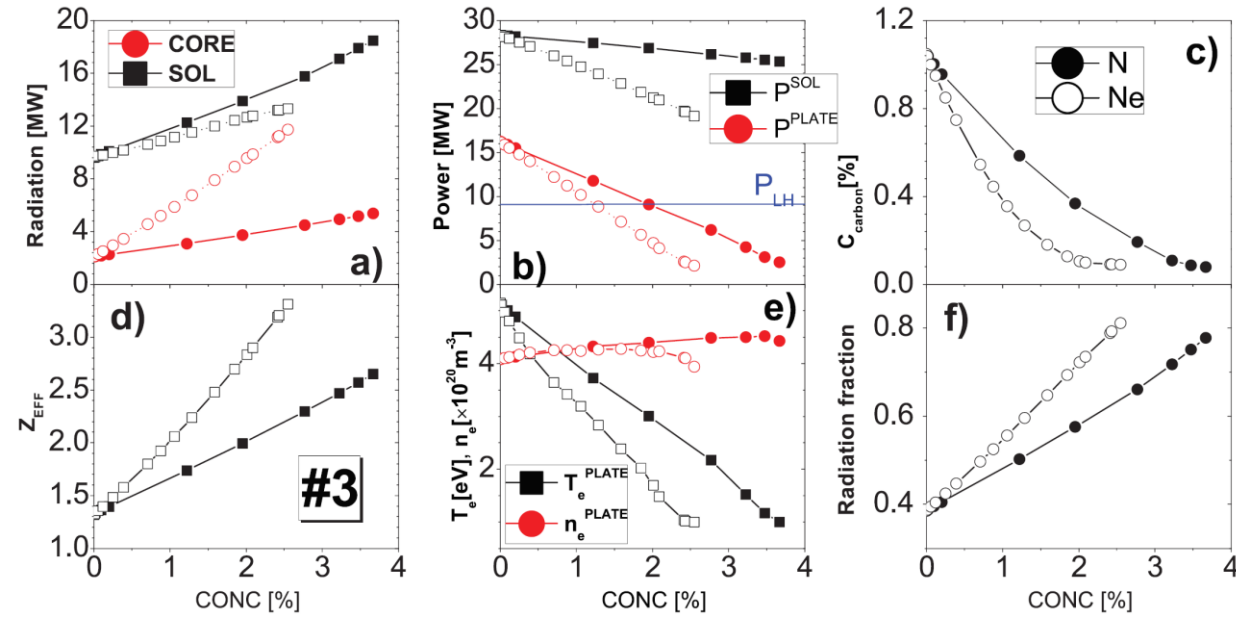 20
16
12
8
4
0
Radiation [MW]
CORE
SOL
a)
30
25
20
15
10
5
0
Power [MW]
P^SOL
P^PLATE
P_LH
b)
1.2
0.8
0.4
0.0
C_carbon[%]
c)
N
Ne
3.0
2.5
2.0
1.5
1.0
Z_EFF
d)
#3
0 1 2 3 4
CONC [%]
4
2
1
T_e[eV], n_e[×10^20m^-3]
e)
T_e^PLATE
n_e^PLATE
0 1 2 3 4
CONC [%]
0.8
0.6
0.4
Radiation fraction
f)
0 1 2 3 4
CONC [%]